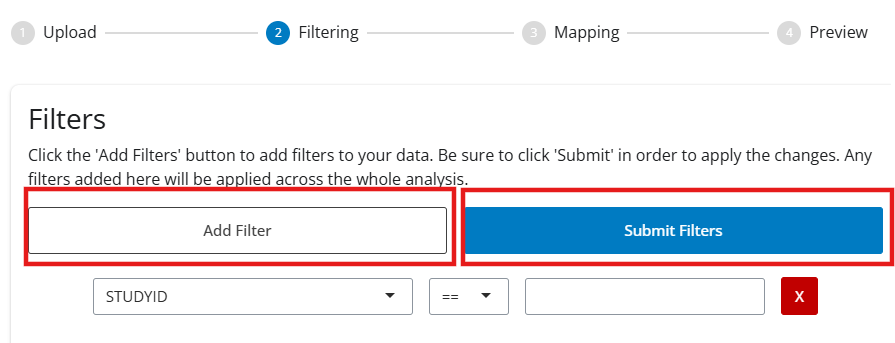 1 Upload 2 Filtering 3 Mapping 4 Preview
Filters
Click the 'Add Filters' button to add filters to your data. Be sure to click 'Submit' in order to apply the changes. Any
filters added here will be applied across the whole analysis.
Add Filter Submit Filters
STUDYID == X